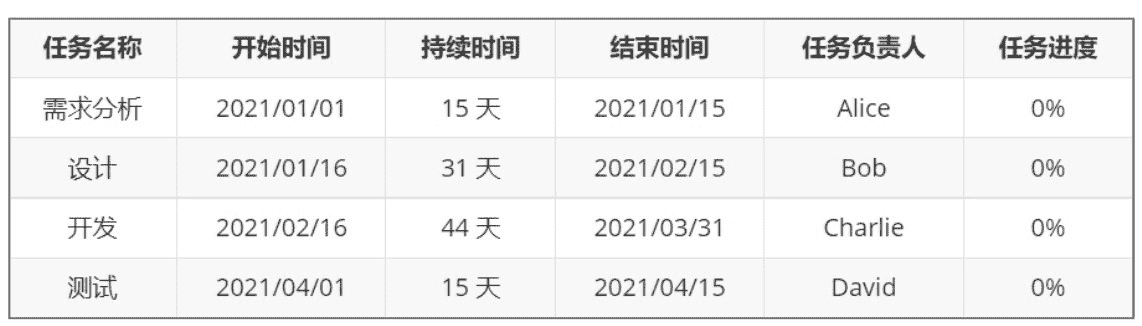 任务名称 开始时间 持续时间 结束时间 任务负责人 任务进度
需求分析 2021/01/01 15 天 2021/01/15 Alice 0%
设计 2021/01/16 31 天 2021/02/15 Bob 0%
开发 2021/02/16 44 天 2021/03/31 Charlie 0%
测试 2021/04/01 15 天 2021/04/15 David 0%